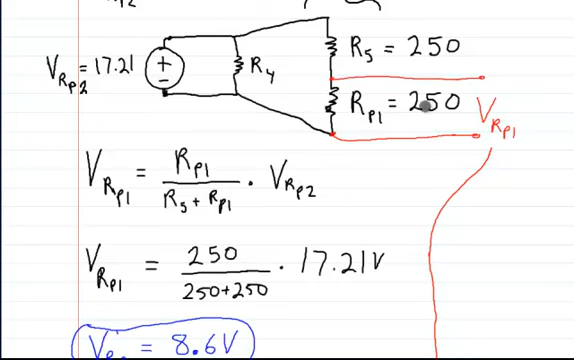 R5 = 250
V_RP2 = 17.21
+
−
R4
RP1 = 250
V_RP1
V_RP1 = RP1 / (R5 + RP1) · V_RP2
V_RP1 = 250 / (250+250) · 17.21V
= 8.6V